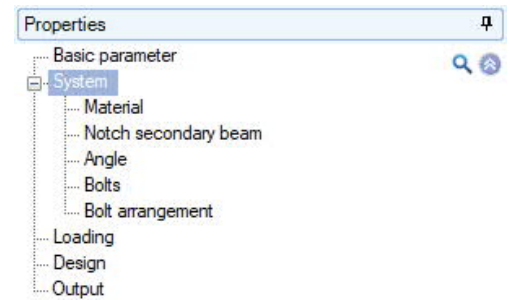 Properties
Basic parameter
System
Material
Notch secondary beam
Angle
Bolts
Bolt arrangement
Loading
Design
Output